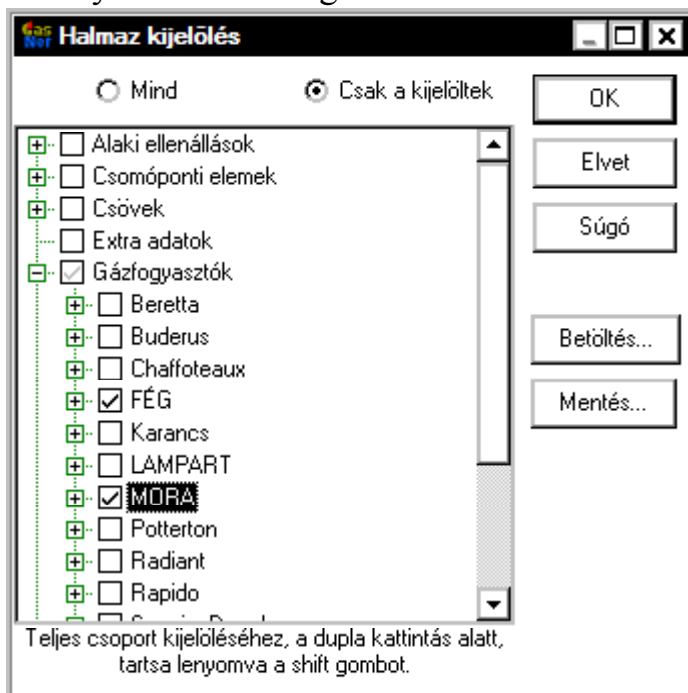 Gas
Net
Halmaz kijelölés
Mind
Csak a kijelöltek
OK
Elvet
Súgó
Betöltés...
Mentés...
Alaki ellenállások
Csomóponti elemek
Csövek
Extra adatok
Gázfogyasztók
Beretta
Buderus
Chaffoteaux
FÉG
Karancs
LAMPART
MORA
Potterton
Radiant
Rapido
Teljes csoport kijelöléséhez, a dupla kattintás alatt,
tartsa lenyomva a shift gombot.